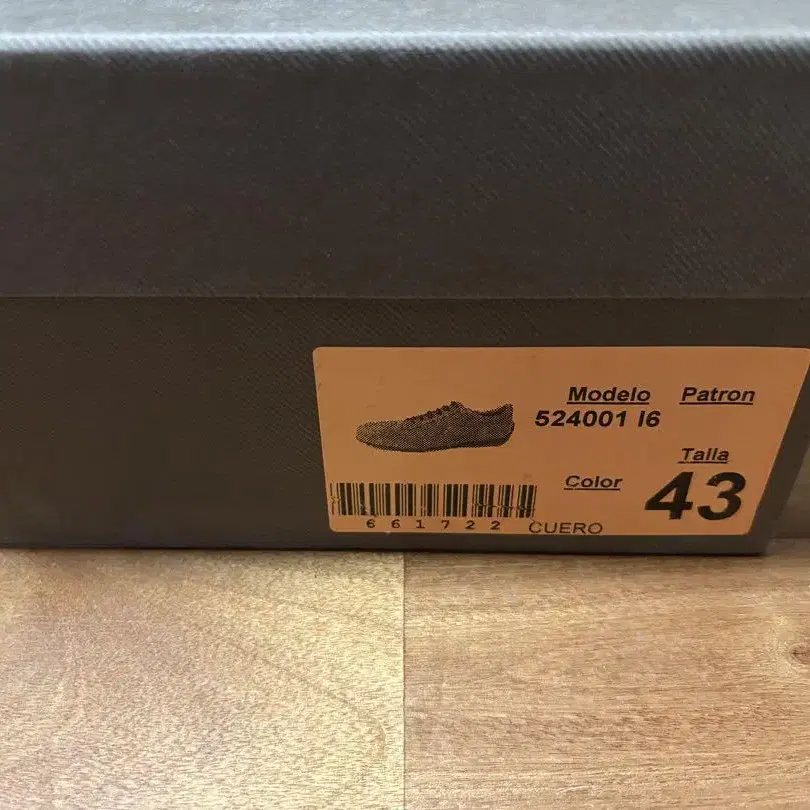 Modelo Patron
524001 I6
Talla
Color 43
661722 CUERO